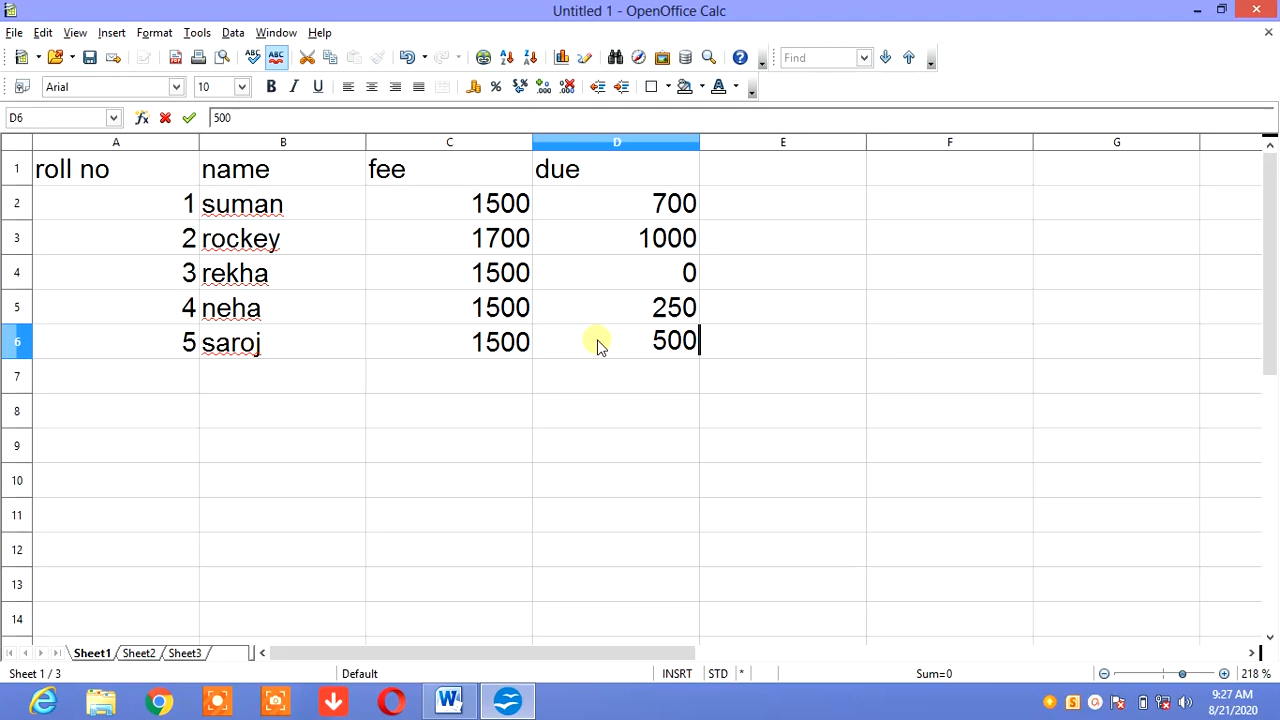 Untitled 1 - OpenOffice Calc
File Edit View Insert Format Tools Data Window Help
Find
Arial 10
D6 500
A B C D E F G
1 roll no name fee due
2 1 suman 1500 700
3 2 rockey 1700 1000
4 3 rekha 1500 0
5 4 neha 1500 250
6 5 saroj 1500 500
7
8
9
10
11
12
13
14
Sheet1 Sheet2 Sheet3
Sheet 1 / 3 Default INSRT STD * Sum=0 218 %
9:27 AM
8/21/2020